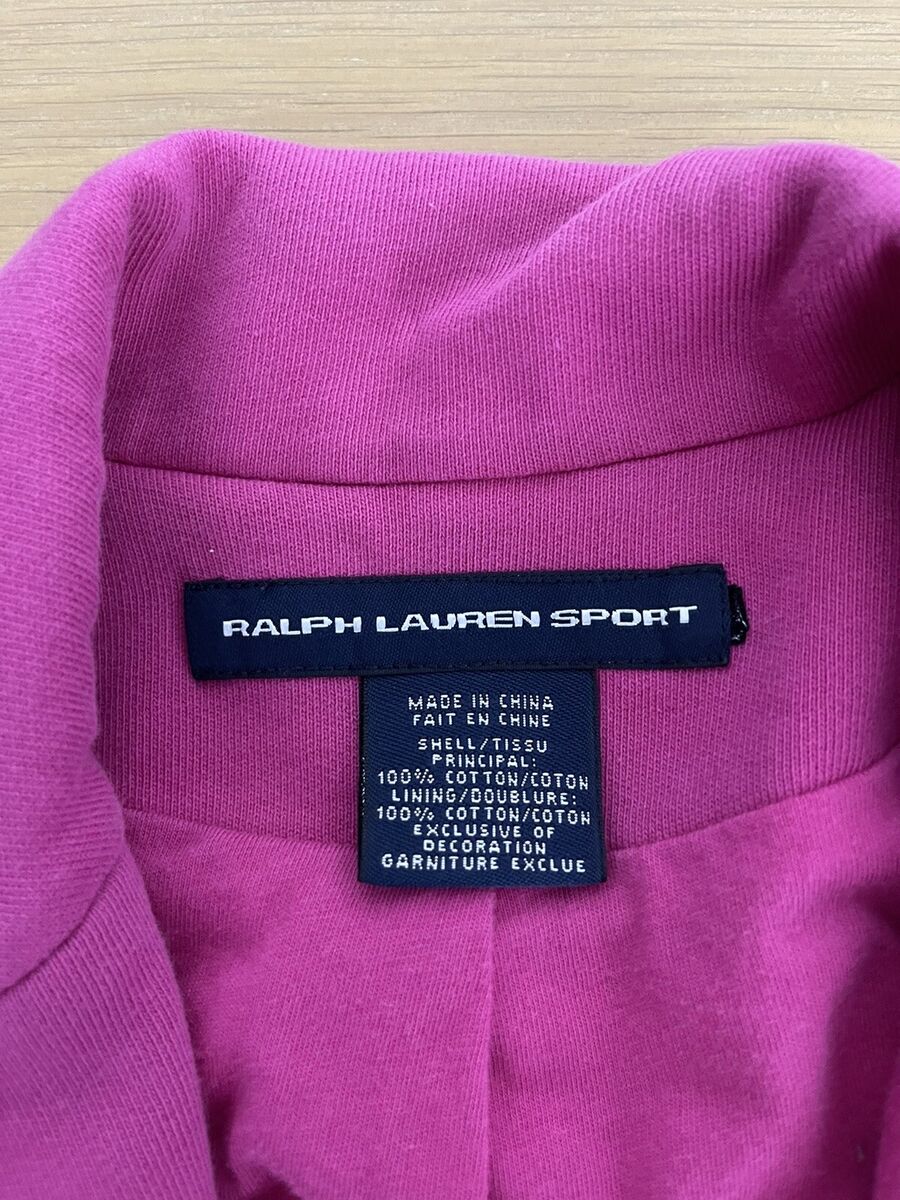 RALPH LAUREN SPORT
MADE IN CHINA
FAIT EN CHINE
SHELL/TISSU
PRINCIPAL:
100% COTTON/COTON
LINING/DOUBLURE:
100% COTTON/COTON
EXCLUSIVE OF
DECORATION
GARNITURE EXCLUE